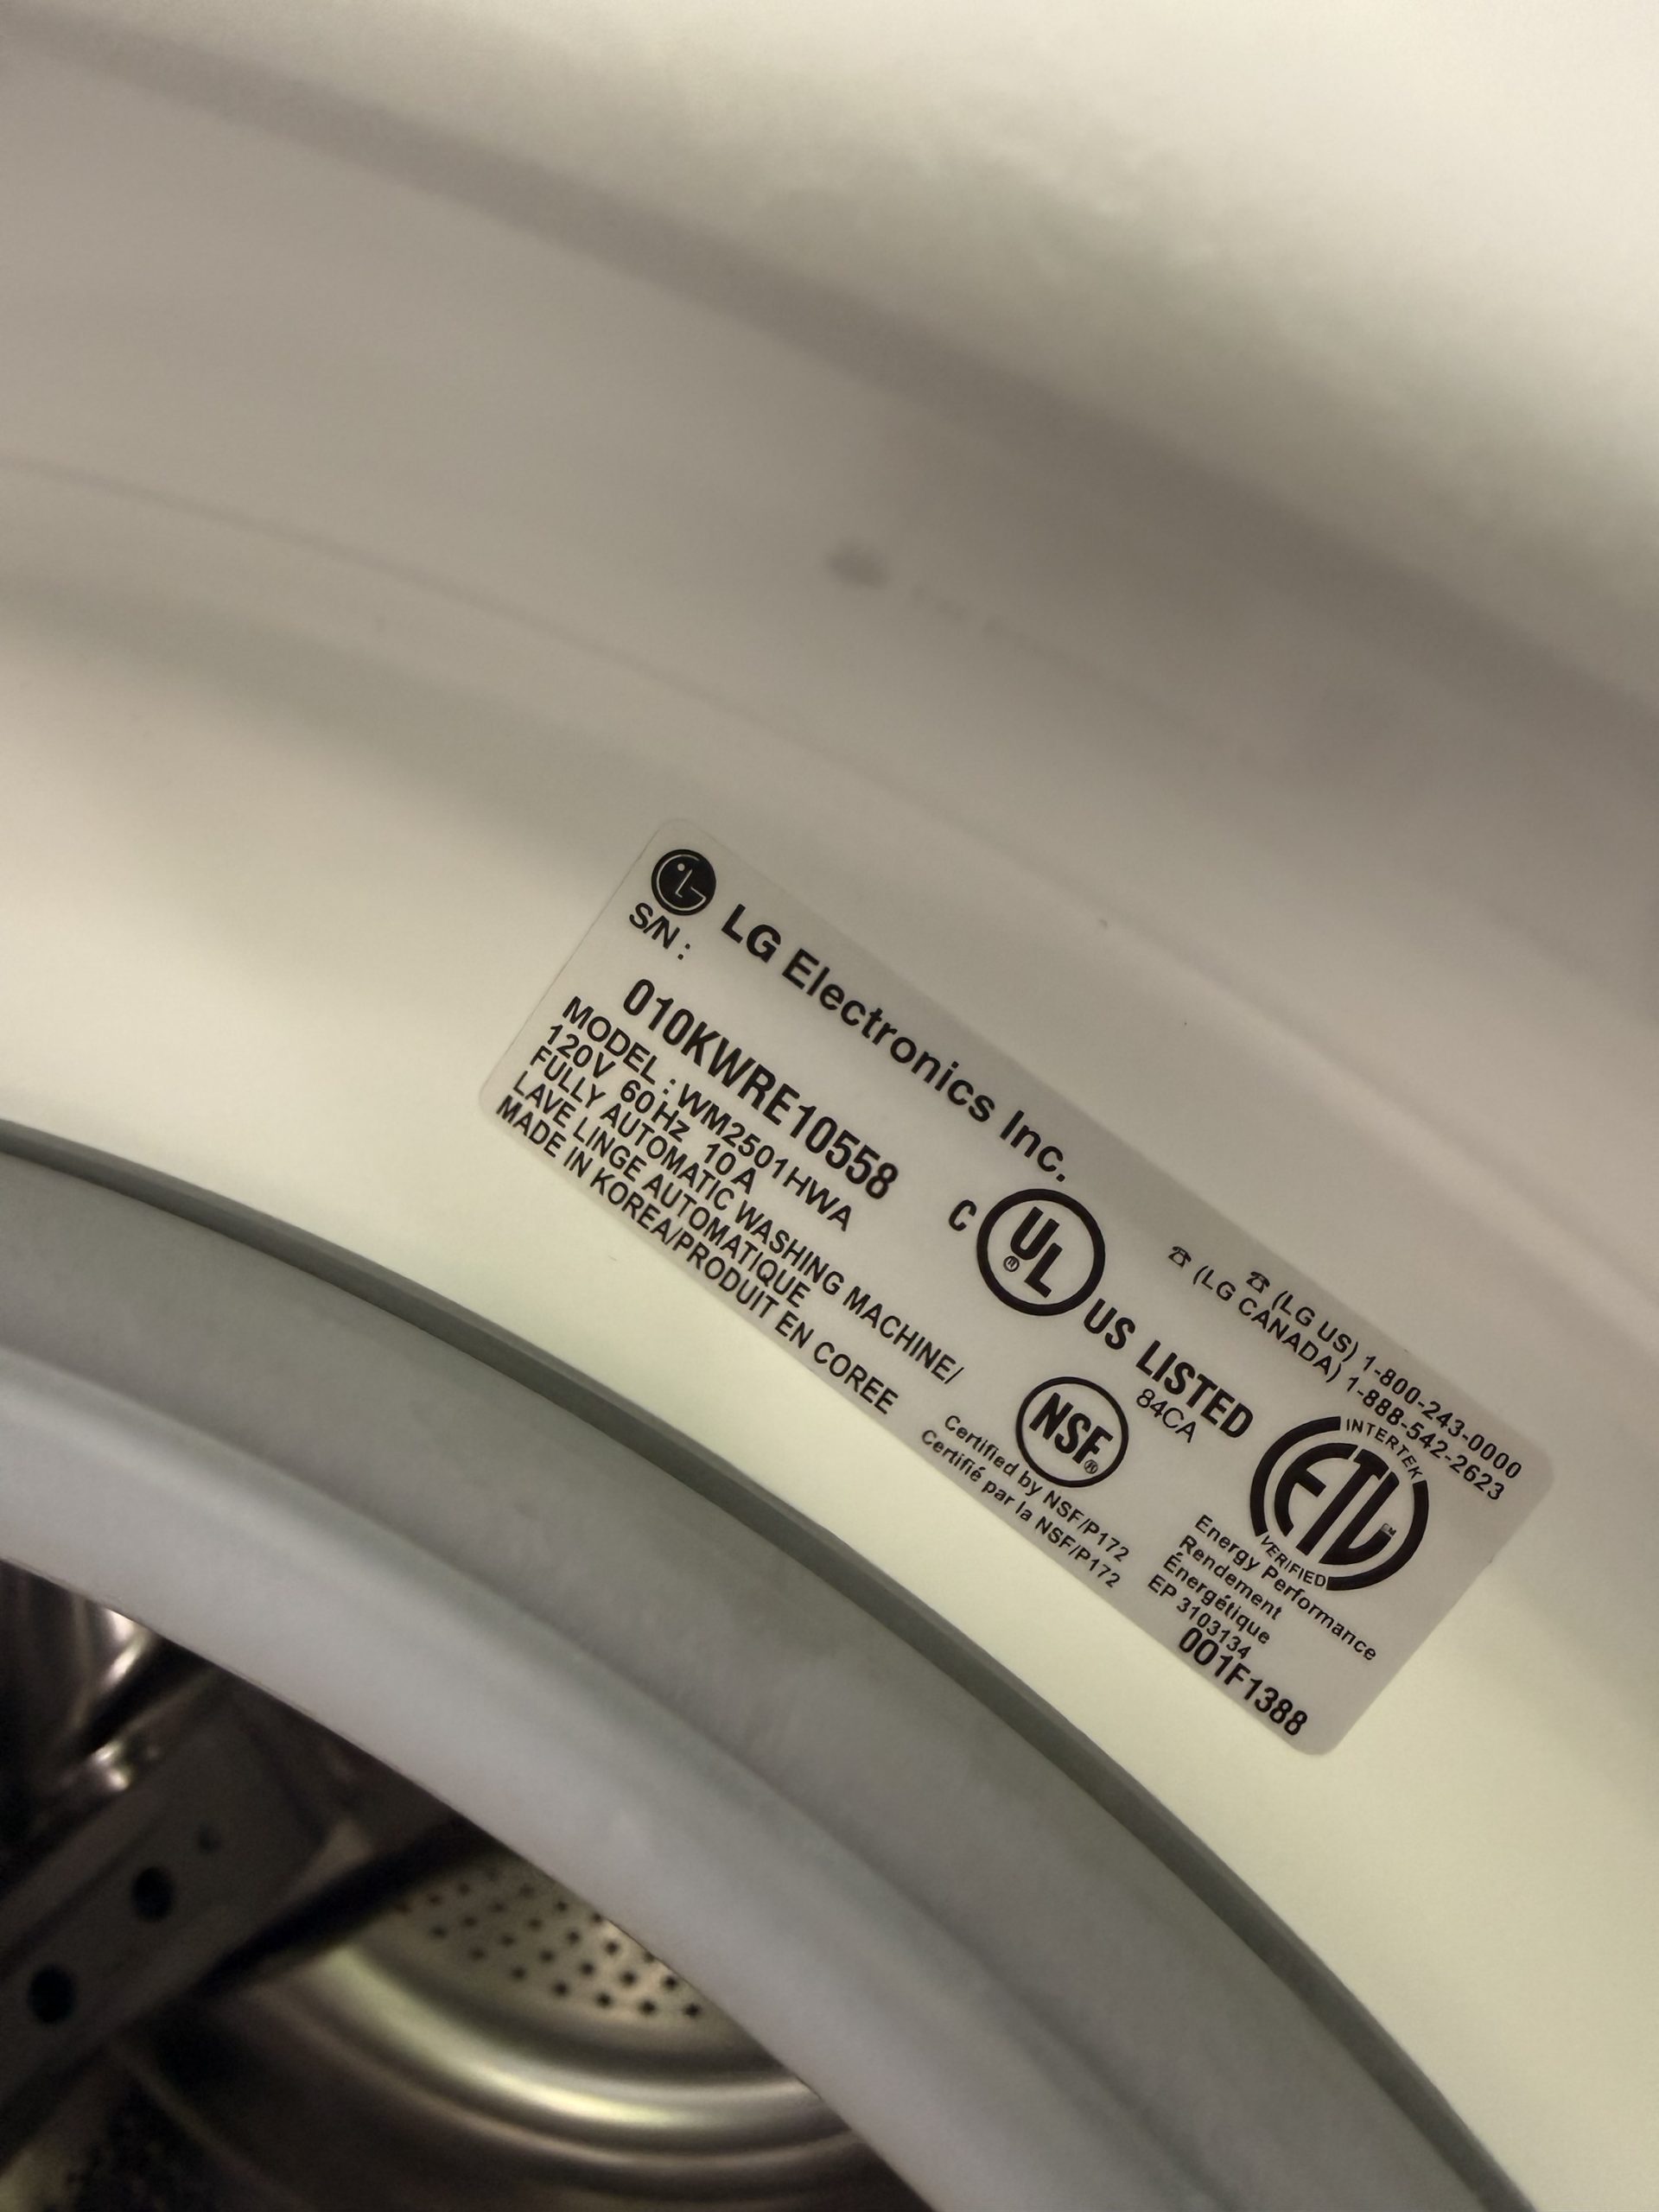 LG Electronics Inc.
S/N :
010KWRE10558
MODEL : WM2501HWA
120V 60Hz 10A
FULLY AUTOMATIC WASHING MACHINE/
LAVE LINGE AUTOMATIQUE
MADE IN KOREA/PRODUIT EN COREE
C UL ® US LISTED
84CA
NSF ®
Certified by NSF/P172
Certifié par la NSF/P172
☎ (LG US) 1-800-243-0000
☎ (LG CANADA) 1-888-542-2623
INTERTEK
ETL
VERIFIED
Energy Performance
Rendement
Énergétique
EP 3103134
001F1388